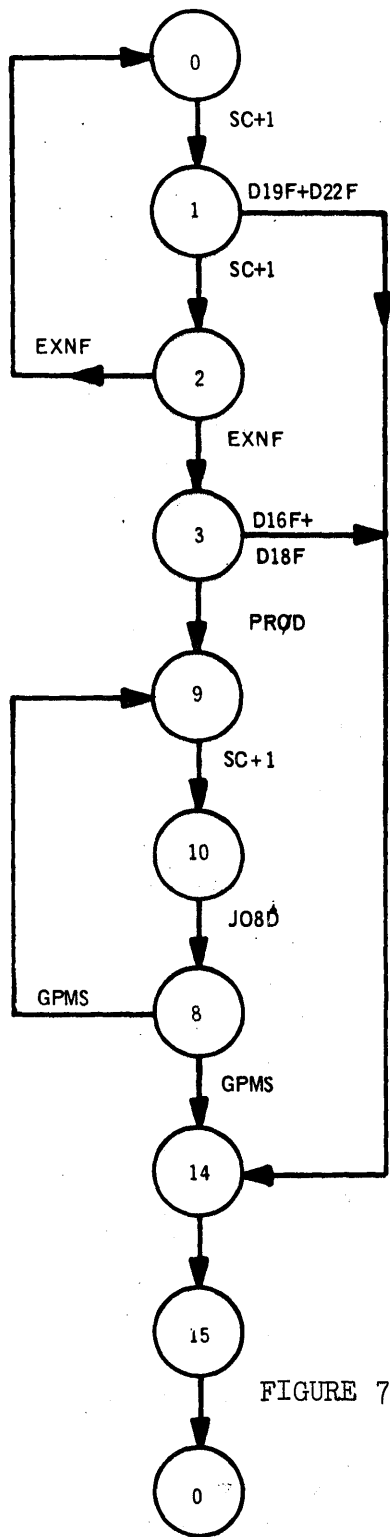 0
SC+1
1
D19F+D22F
SC+1
2
EXNF
EXNF
3
D16F+
D18F
PRØD
9
SC+1
10
J08D
8
GPMS
GPMS
14
15
FIGURE 7
0